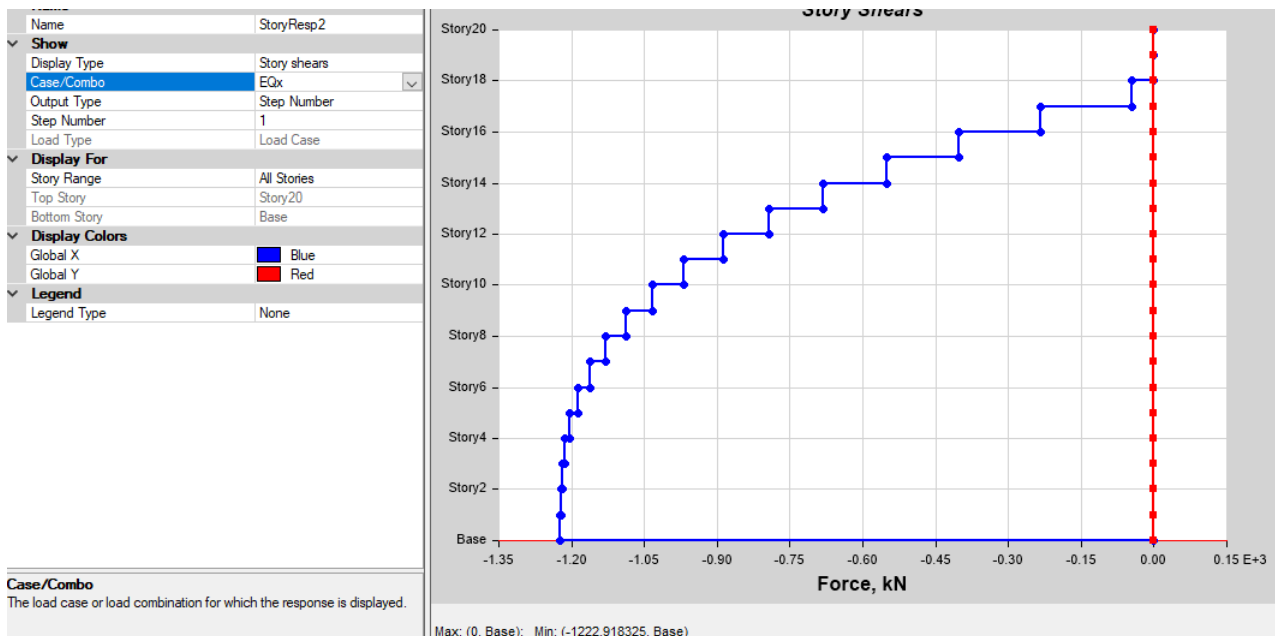 Name
Name StoryResp2
Show
Display Type Story shears
Case/Combo EQx
Output Type Step Number
Step Number 1
Load Type Load Case
Display For
Story Range All Stories
Top Story Story20
Bottom Story Base
Display Colors
Global X Blue
Global Y Red
Legend
Legend Type None
Case/Combo
The load case or load combination for which the response is displayed.
Story Shears
Story20
Story18
Story16
Story14
Story12
Story10
Story8
Story6
Story4
Story2
Base
-1.35 -1.20 -1.05 -0.90 -0.75 -0.60 -0.45 -0.30 -0.15 0.00 0.15 E+3
Force, kN
Max: (0, Base); Min: (-1222.918325, Base)